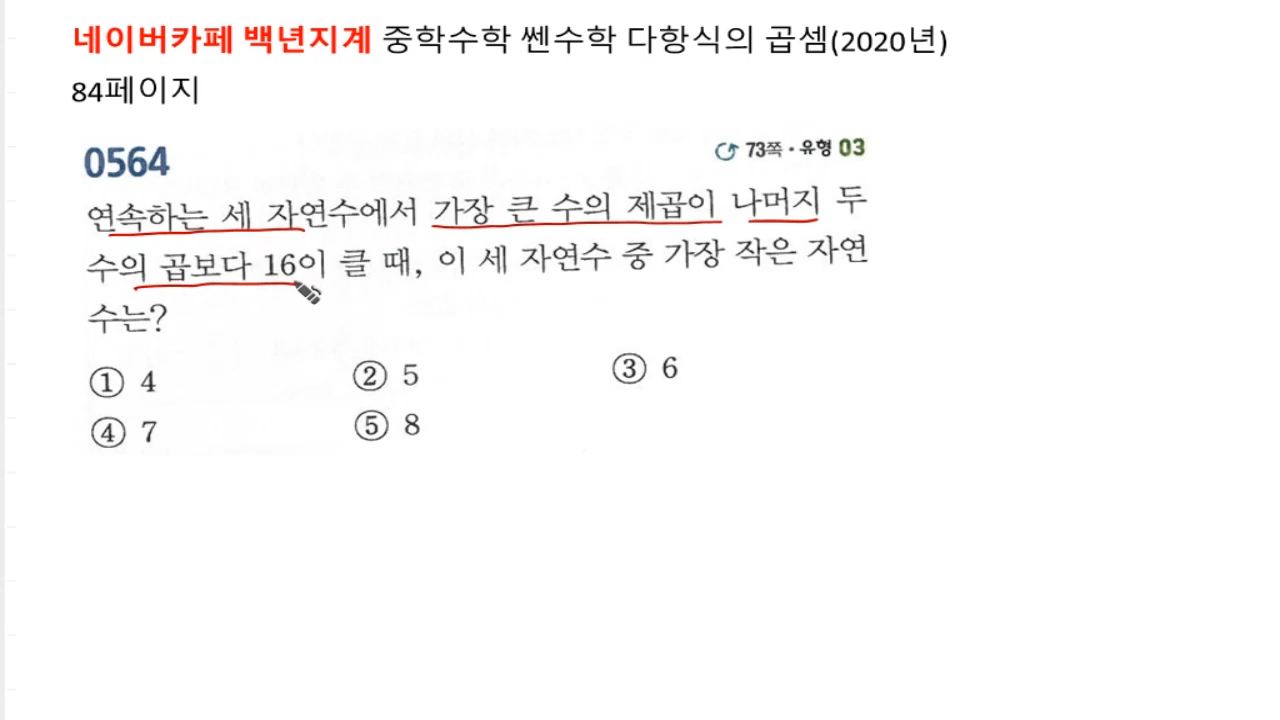 네이버카페 백년지계 중학수학 쎈수학 다항식의 곱셈(2020년)
84페이지
0564
73쪽·유형 03
연속하는 세 자연수에서 가장 큰 수의 제곱이 나머지 두
수의 곱보다 16이 클 때, 이 세 자연수 중 가장 작은 자연
수는?
① 4 ② 5 ③ 6
④ 7 ⑤ 8